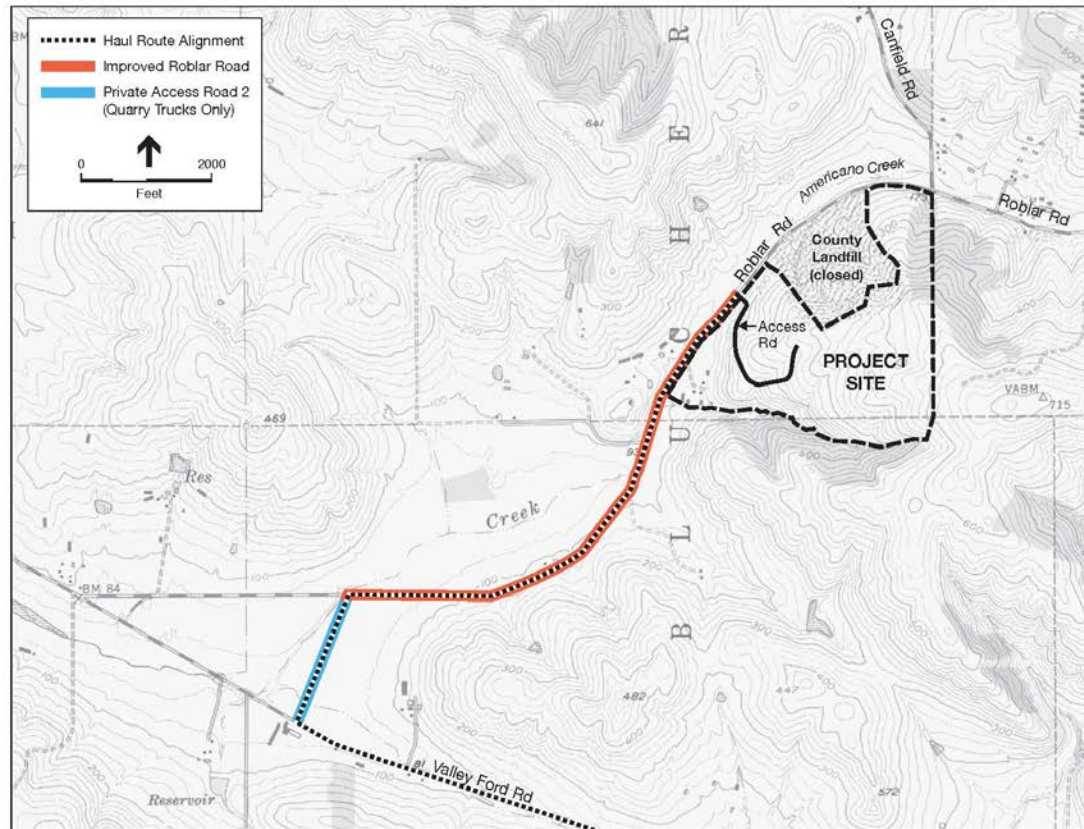 Haul Route Alignment
Improved Roblar Road
Private Access Road 2
(Quarry Trucks Only)
0 2000
Feet
BM
641
Canfield Rd
Americano Creek
Roblar Rd
Roblar Rd
County
Landfill
(closed)
Access
Rd
PROJECT
SITE
VABM
715
469
Res
Creek
BM 84
BLUCHER
482
447
572
Valley Ford Rd
Reservoir